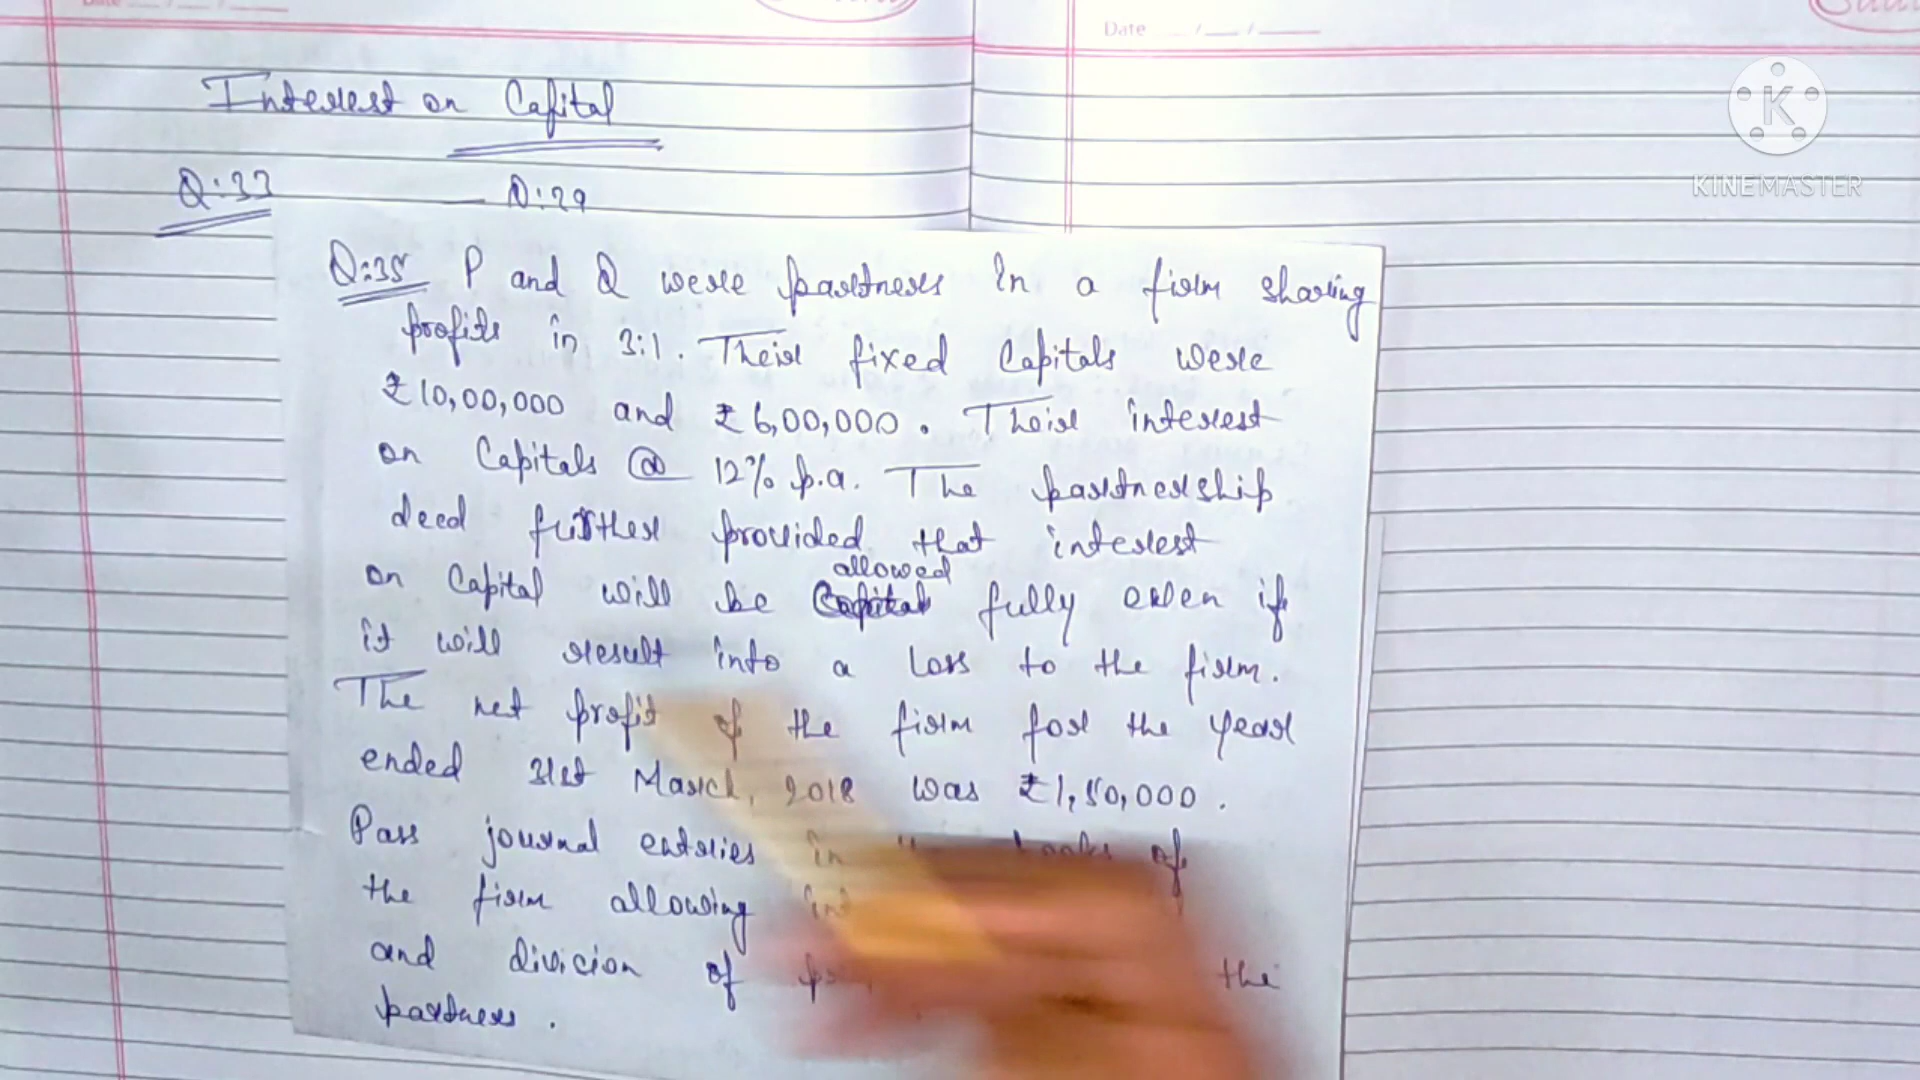 Date
Interest on Capital
Q:33 — Q:29
Q:35 P and Q were partners in a firm sharing
profits in 3:1. Their fixed Capitals were
₹10,00,000 and ₹6,00,000. Their interest
on Capitals @ 12% p.a. The partnership
deed further provided that interest
allowed
on Capital will be Capital fully even if
it will result into a loss to the firm.
The net profit of the firm for the year
ended 31st March, 2018 was ₹1,50,000.
Pass journal entries in books of
the firm allowing
and division of the
partners.
KINEMASTER